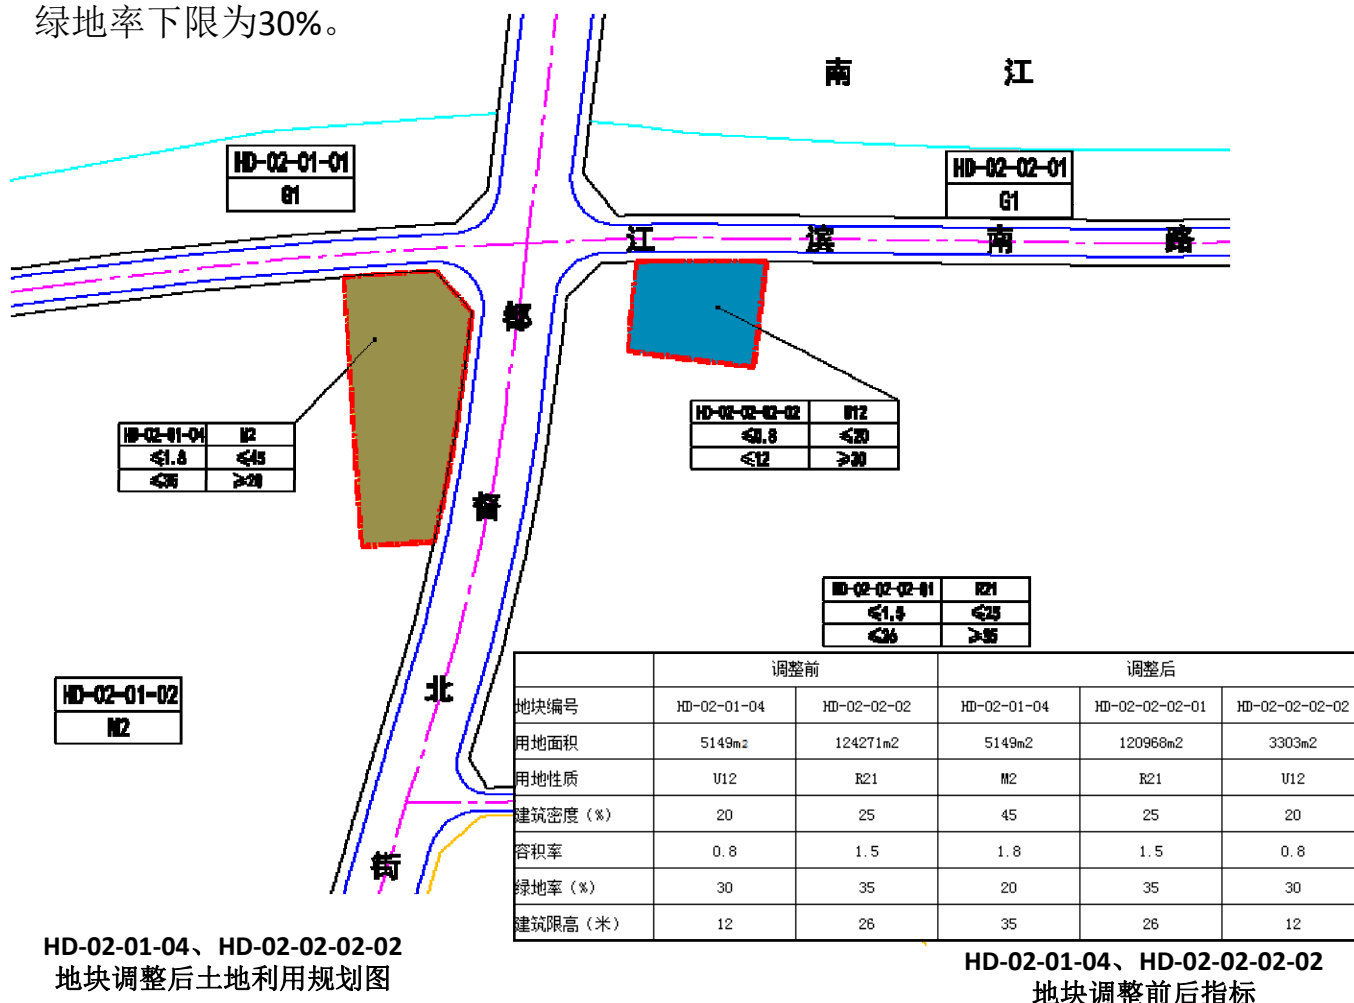 绿地率下限为30%。
南 江
HD-02-01-01
G1
HD-02-02-01
G1
江 滨 南 路
HD-02-01-04 M2
≤1.8 ≤45
≤35 ≥20
HD-02-02-02-02 U12
≤0.8 ≤20
≤12 ≥30
HD-02-02-02-01 R21
≤1.5 ≤25
≤26 ≥35
HD-02-01-02
M2
北
街
调整前 调整后
地块编号 HD-02-01-04 HD-02-02-02 HD-02-01-04 HD-02-02-02-01 HD-02-02-02-02
用地面积 5149m2 124271m2 5149m2 120968m2 3303m2
用地性质 U12 R21 M2 R21 U12
建筑密度（%） 20 25 45 25 20
容积率 0.8 1.5 1.8 1.5 0.8
绿地率（%） 30 35 20 35 30
建筑限高（米） 12 26 35 26 12
HD-02-01-04、HD-02-02-02-02
地块调整后土地利用规划图
HD-02-01-04、HD-02-02-02-02
地块调整前后指标